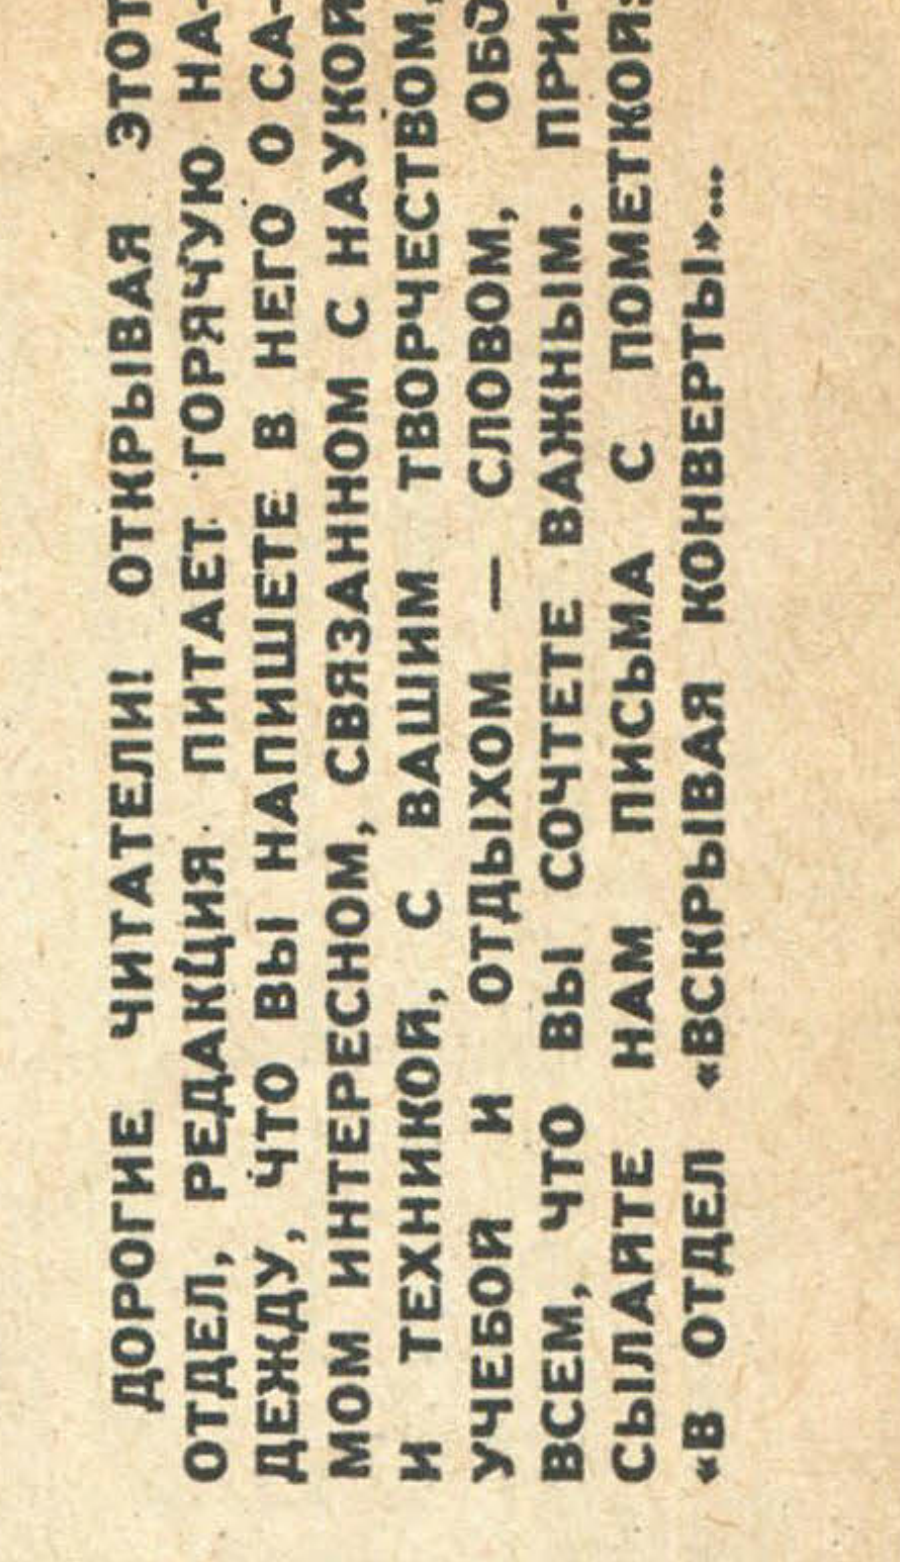 ДОРОГИЕ ЧИТАТЕЛИ! ОТКРЫВАЯ ЭТОТ
ОТДЕЛ, РЕДАКЦИЯ ПИТАЕТ ГОРЯЧУЮ НА-
ДЕЖДУ, ЧТО ВЫ НАПИШЕТЕ В НЕГО О СА-
МОМ ИНТЕРЕСНОМ, СВЯЗАННОМ С НАУКОЙ
И ТЕХНИКОЙ, С ВАШИМ ТВОРЧЕСТВОМ,
УЧЕБОЙ И ОТДЫХОМ — СЛОВОМ, ОБО
ВСЕМ, ЧТО ВЫ СОЧТЕТЕ ВАЖНЫМ. ПРИ-
СЫЛАЙТЕ НАМ ПИСЬМА С ПОМЕТКОЙ:
«В ОТДЕЛ «ВСКРЫВАЯ КОНВЕРТЫ»...